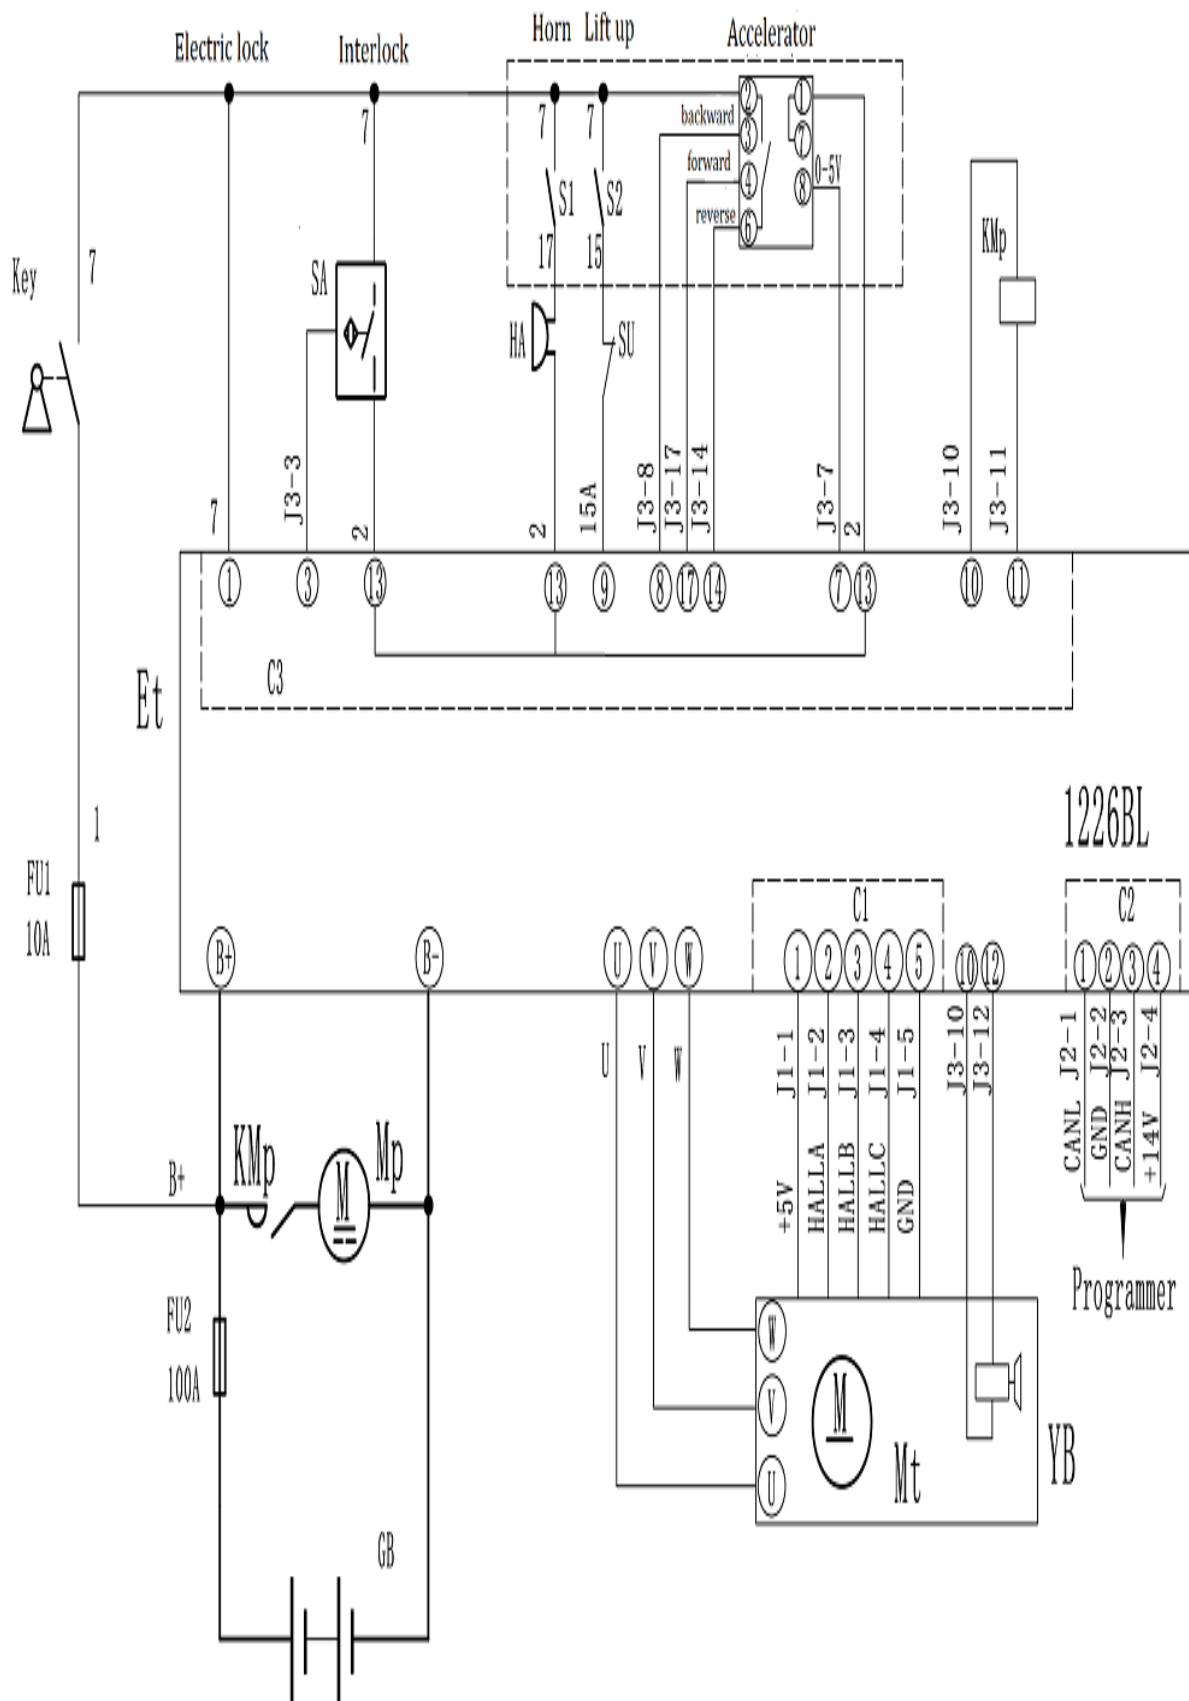 Electric lock
Interlock
Horn
Lift up
Accelerator
2
1
backward
3
7
forward
4
8
0-5V
reverse
6
7
7
7
S1
S2
17
15
Key
7
SA
HA
SU
KMp
7
J3-3
2
2
15A
J3-8
J3-17
J3-14
J3-7
2
J3-10
J3-11
1
3
13
13
9
8
17
14
7
13
10
11
C3
Et
1226BL
1
FU1
10A
B+
B-
U
V
W
C1
1
2
3
4
5
10
12
C2
1
2
3
4
U
V
W
J1-1
J1-2
J1-3
J1-4
J1-5
J3-10
J3-12
J2-1
J2-2
J2-3
J2-4
+5V
HALLA
HALLB
HALLC
GND
CANL
GND
CANH
+14V
B+
KMp
M
Mp
Programmer
FU2
100A
W
V
U
M
Mt
YB
GB